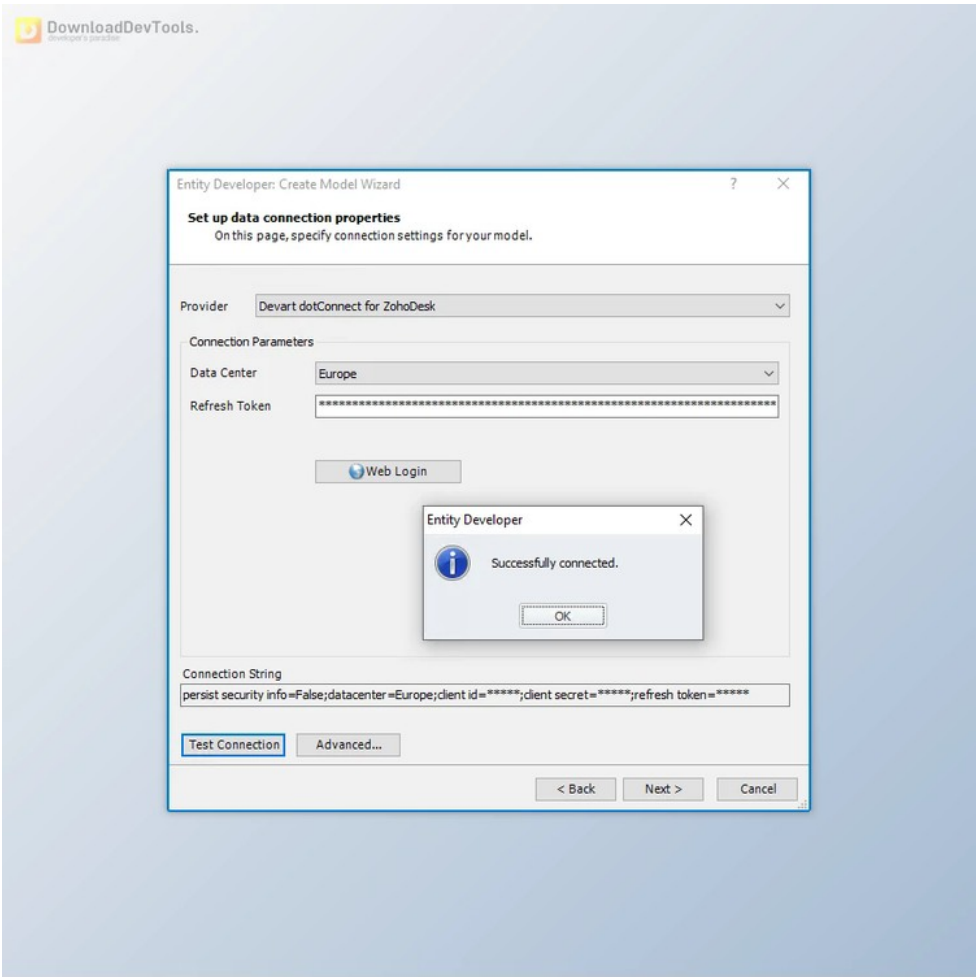 DownloadDevTools.
developer's paradise
Entity Developer: Create Model Wizard ?
Set up data connection properties
On this page, specify connection settings for your model.
Provider Devart dotConnect for ZohoDesk
Connection Parameters
Data Center Europe
Refresh Token **********************************************************************
Web Login
Entity Developer
Successfully connected.
OK
Connection String
persist security info=False;datacenter=Europe;client id=*****;client secret=*****;refresh token=*****
Test Connection Advanced...
< Back Next > Cancel